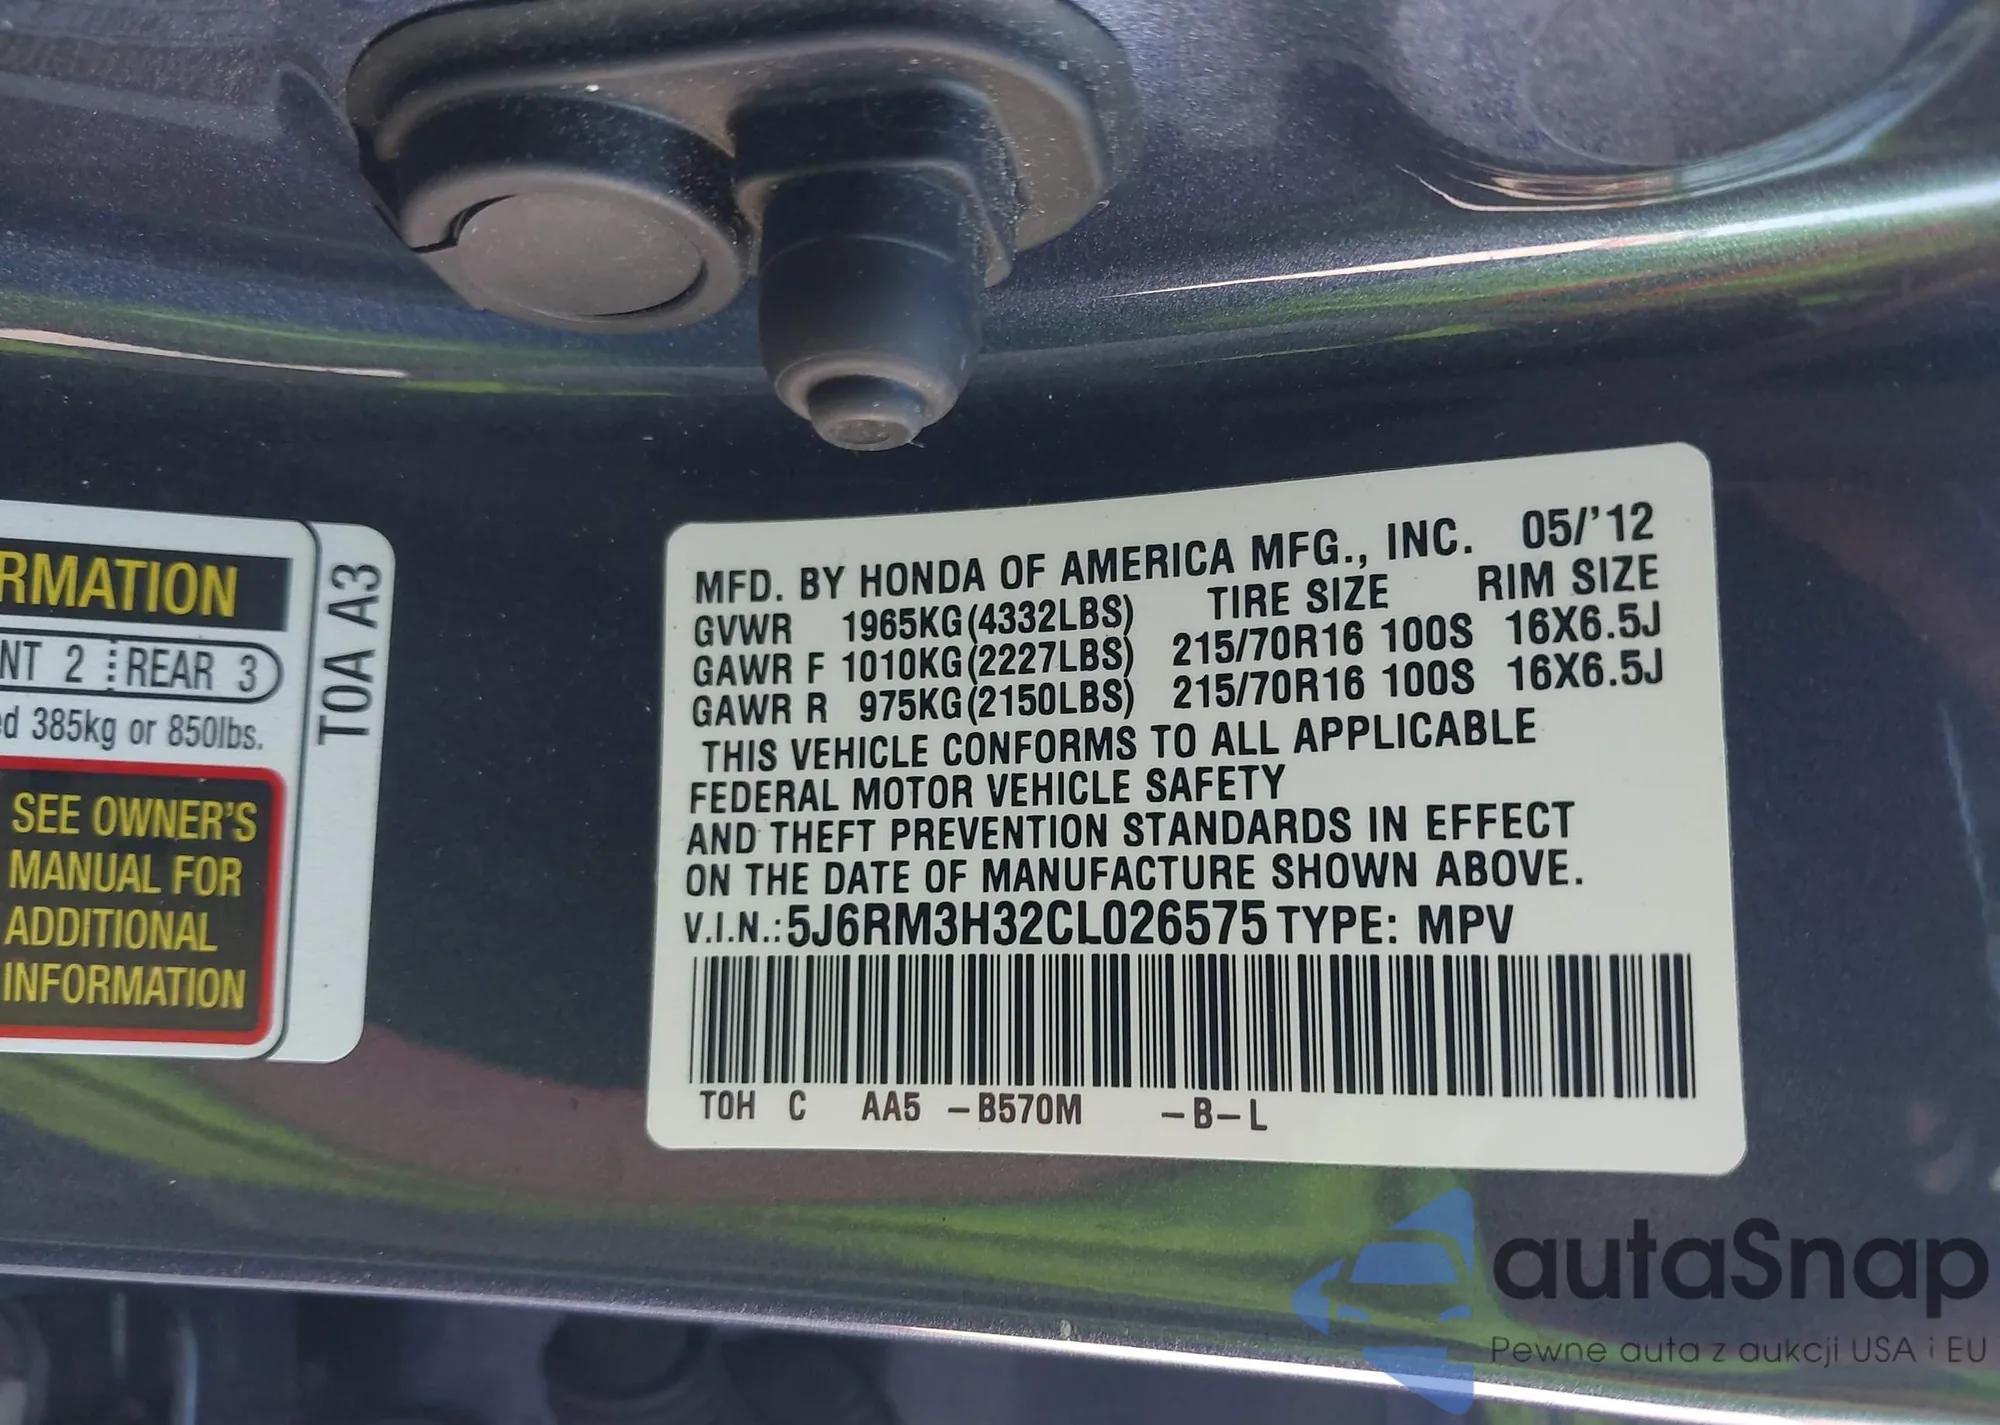 RMATION
NT 2 REAR 3
ed 385kg or 850lbs.
SEE OWNER'S
MANUAL FOR
ADDITIONAL
INFORMATION
T0A A3
MFD. BY HONDA OF AMERICA MFG., INC. 05/'12
GVWR 1965KG(4332LBS) TIRE SIZE RIM SIZE
GAWR F 1010KG(2227LBS) 215/70R16 100S 16X6.5J
GAWR R 975KG(2150LBS) 215/70R16 100S 16X6.5J
THIS VEHICLE CONFORMS TO ALL APPLICABLE
FEDERAL MOTOR VEHICLE SAFETY
AND THEFT PREVENTION STANDARDS IN EFFECT
ON THE DATE OF MANUFACTURE SHOWN ABOVE.
V.I.N.: 5J6RM3H32CL026575 TYPE: MPV
T0H C AA5 -B570M -B-L
autaSnap
Pewne auta z aukcji USA i EU